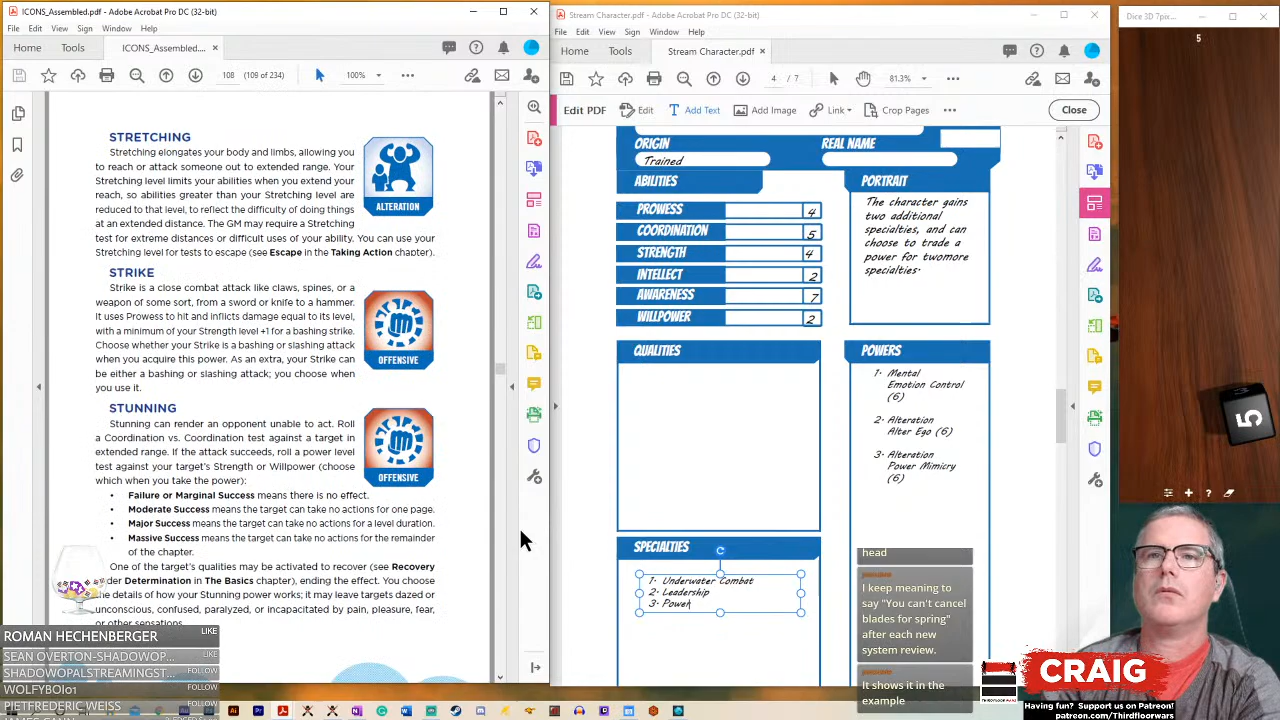 ICONS_Assembled.pdf - Adobe Acrobat Pro DC (32-bit)
File Edit View Sign Window Help
Home Tools ICONS_Assembled....
108 (109 of 234)
100%
STRETCHING
Stretching elongates your body and limbs, allowing you
to reach or attack someone out to extended range. Your
Stretching level limits your abilities when you extend your
reach, so abilities greater than your Stretching level are
reduced to that level, to reflect the difficulty of doing things
at an extended distance. The GM may require a Stretching
test for extreme distances or difficult uses of your ability. You can use your
Stretching level for tests to escape (see Escape in the Taking Action chapter).
ALTERATION
STRIKE
Strike is a close combat attack like claws, spines, or a
weapon of some sort, from a sword or knife to a hammer.
It uses Prowess to hit and inflicts damage equal to its level,
with a minimum of your Strength level +1 for a bashing strike.
Choose whether your Strike is a bashing or slashing attack
when you acquire this power. As an extra, your Strike can
be either a bashing or slashing attack; you choose when
you use it.
OFFENSIVE
STUNNING
Stunning can render an opponent unable to act. Roll
a Coordination vs. Coordination test against a target in
extended range. If the attack succeeds, roll a power level
test against your target's Strength or Willpower (choose
which when you take the power):
OFFENSIVE
• Failure or Marginal Success means there is no effect.
• Moderate Success means the target can take no actions for one page.
• Major Success means the target can take no actions for a level duration.
• Massive Success means the target can take no actions for the remainder
of the chapter.
One of the target's qualities may be activated to recover (see Recovery
der Determination in The Basics chapter), ending the effect. You choose
he details of how your Stunning power works; it may leave targets dazed or
unconscious, confused, paralyzed, or incapacitated by pain, pleasure, fear,
or other sensations.
ROMAN HECHENBERGER LIKE
SEAN OVERTON-SHADOWOP... LIKE
SHADOWOPALSTREAMINGST... FOLLOW
WOLFYBOI01 FOLLOW
PIETFREDERIC_WEISS FOLLOW
Stream Character.pdf - Adobe Acrobat Pro DC (32-bit)
File Edit View Sign Window Help
Home Tools Stream Character.pdf
4 / 7
81.3%
Edit PDF Edit Add Text Add Image Link Crop Pages Close
ORIGIN REAL NAME
Trained
ABILITIES
PROWESS 4
COORDINATION 5
STRENGTH 4
INTELLECT 2
AWARENESS 7
WILLPOWER 2
PORTRAIT
The character gains
two additional
specialties, and can
choose to trade a
power for twomore
specialties.
QUALITIES
POWERS
1. Mental
Emotion Control
(6)
2. Alteration
Alter Ego (6)
3. Alteration
Power Mimicry
(6)
SPECIALTIES
1. Underwater Combat
2. Leadership
3. Power
head
I keep meaning to
say "You can't cancel
blades for spring"
after each new
system review.
It shows it in the
example
Dice 3D 7pix...
5
5
THIRDFLOORWARS
CRAIG
Having fun? Support us on Patreon!
patreon.com/Thirdfloorwars